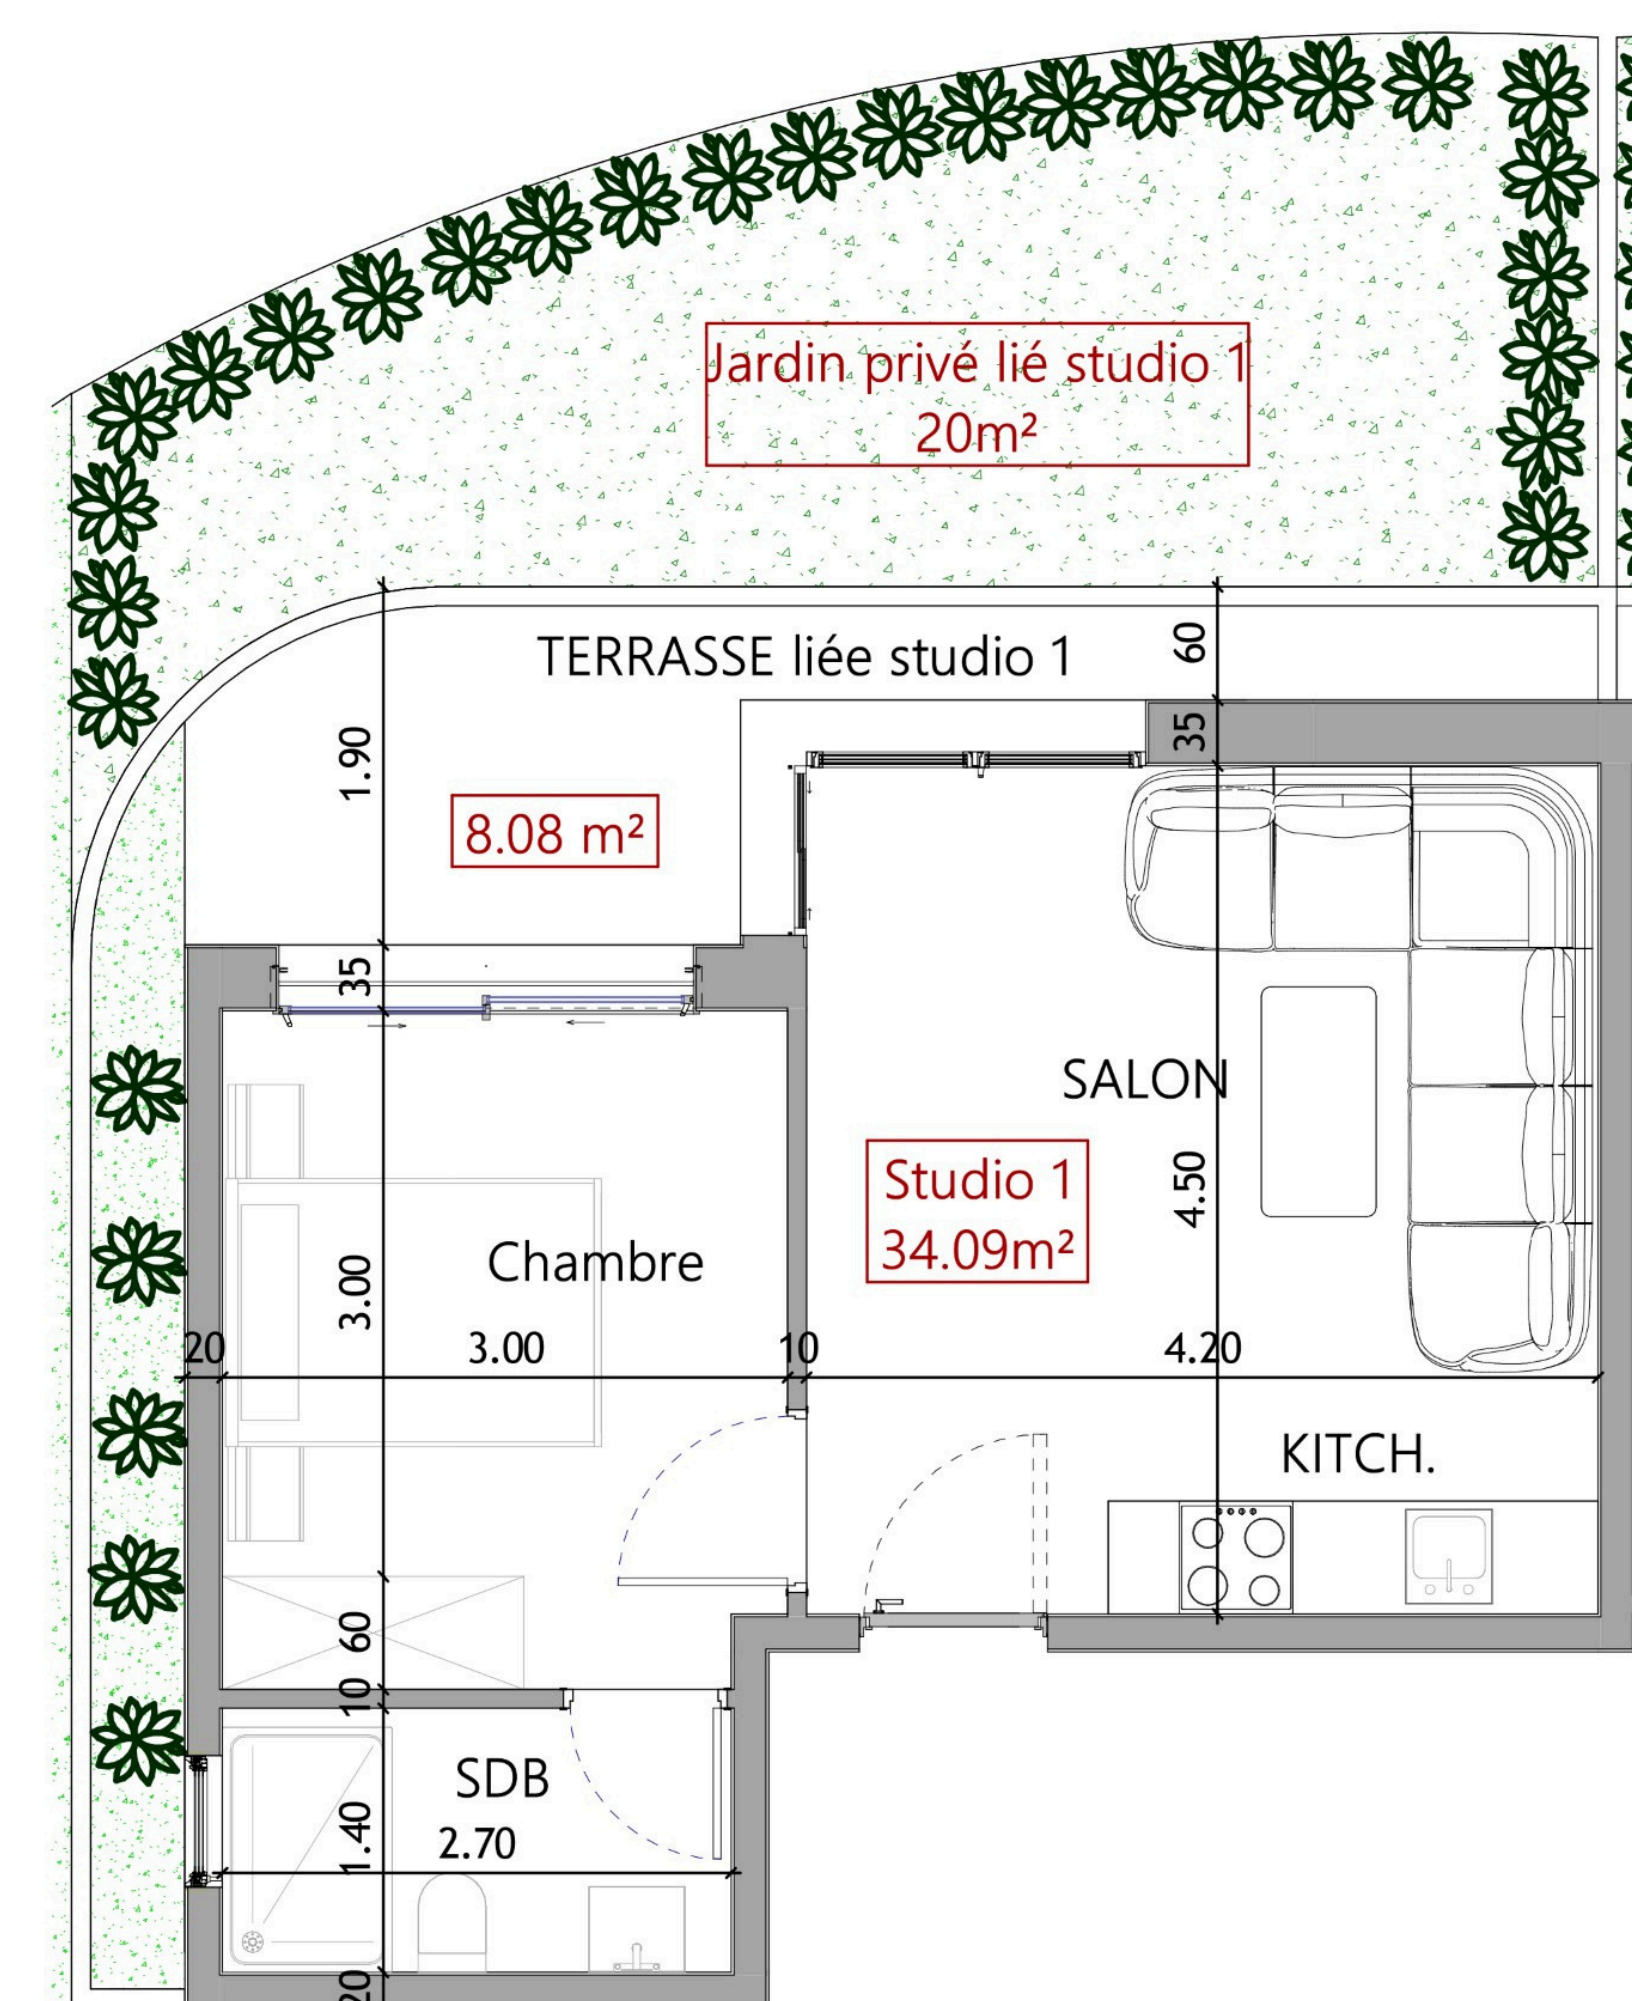 Jardin privé lié studio 1
20m²
TERRASSE liée studio 1
60
1.90
35
8.08 m²
35
SALON
Studio 1
34.09m²
4.50
Chambre
3.00
20
3.00
10
4.20
KITCH.
60
10
SDB
1.40
2.70
20